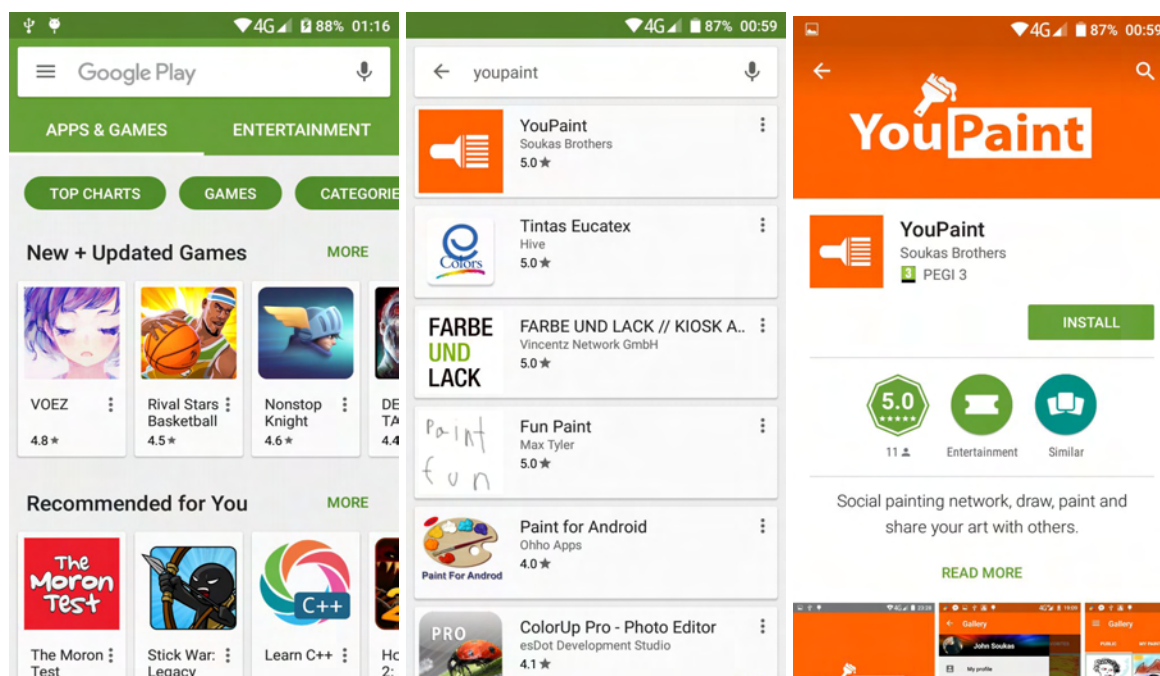 4G 88% 01:16
Google Play
APPS & GAMES ENTERTAINMENT
TOP CHARTS GAMES CATEGORIE
New + Updated Games MORE
VOEZ
4.8
Rival Stars
Basketball
4.5
Nonstop
Knight
4.6
DE
TA
4.4
Recommended for You MORE
The
Moron
Test
C++
The Moron
Test
Stick War:
Legacy
Learn C++
Ho
2:
4G 87% 00:59
youpaint
YouPaint
Soukas Brothers
5.0
Colors
Tintas Eucatex
Hive
5.0
FARBE
UND
LACK
FARBE UND LACK // KIOSK A..
Vincentz Network GmbH
5.0
Paint
fun
Fun Paint
Max Tyler
5.0
Paint For Androd
Paint for Android
Ohho Apps
4.0
PRO
ColorUp Pro - Photo Editor
esDot Development Studio
4.1
4G 87% 00:59
YouPaint
YouPaint
Soukas Brothers
3 PEGI 3
INSTALL
5.0
11 Entertainment Similar
Social painting network, draw, paint and
share your art with others.
READ MORE
Gallery
John Soukas
My profile
Gallery
PUBLIC